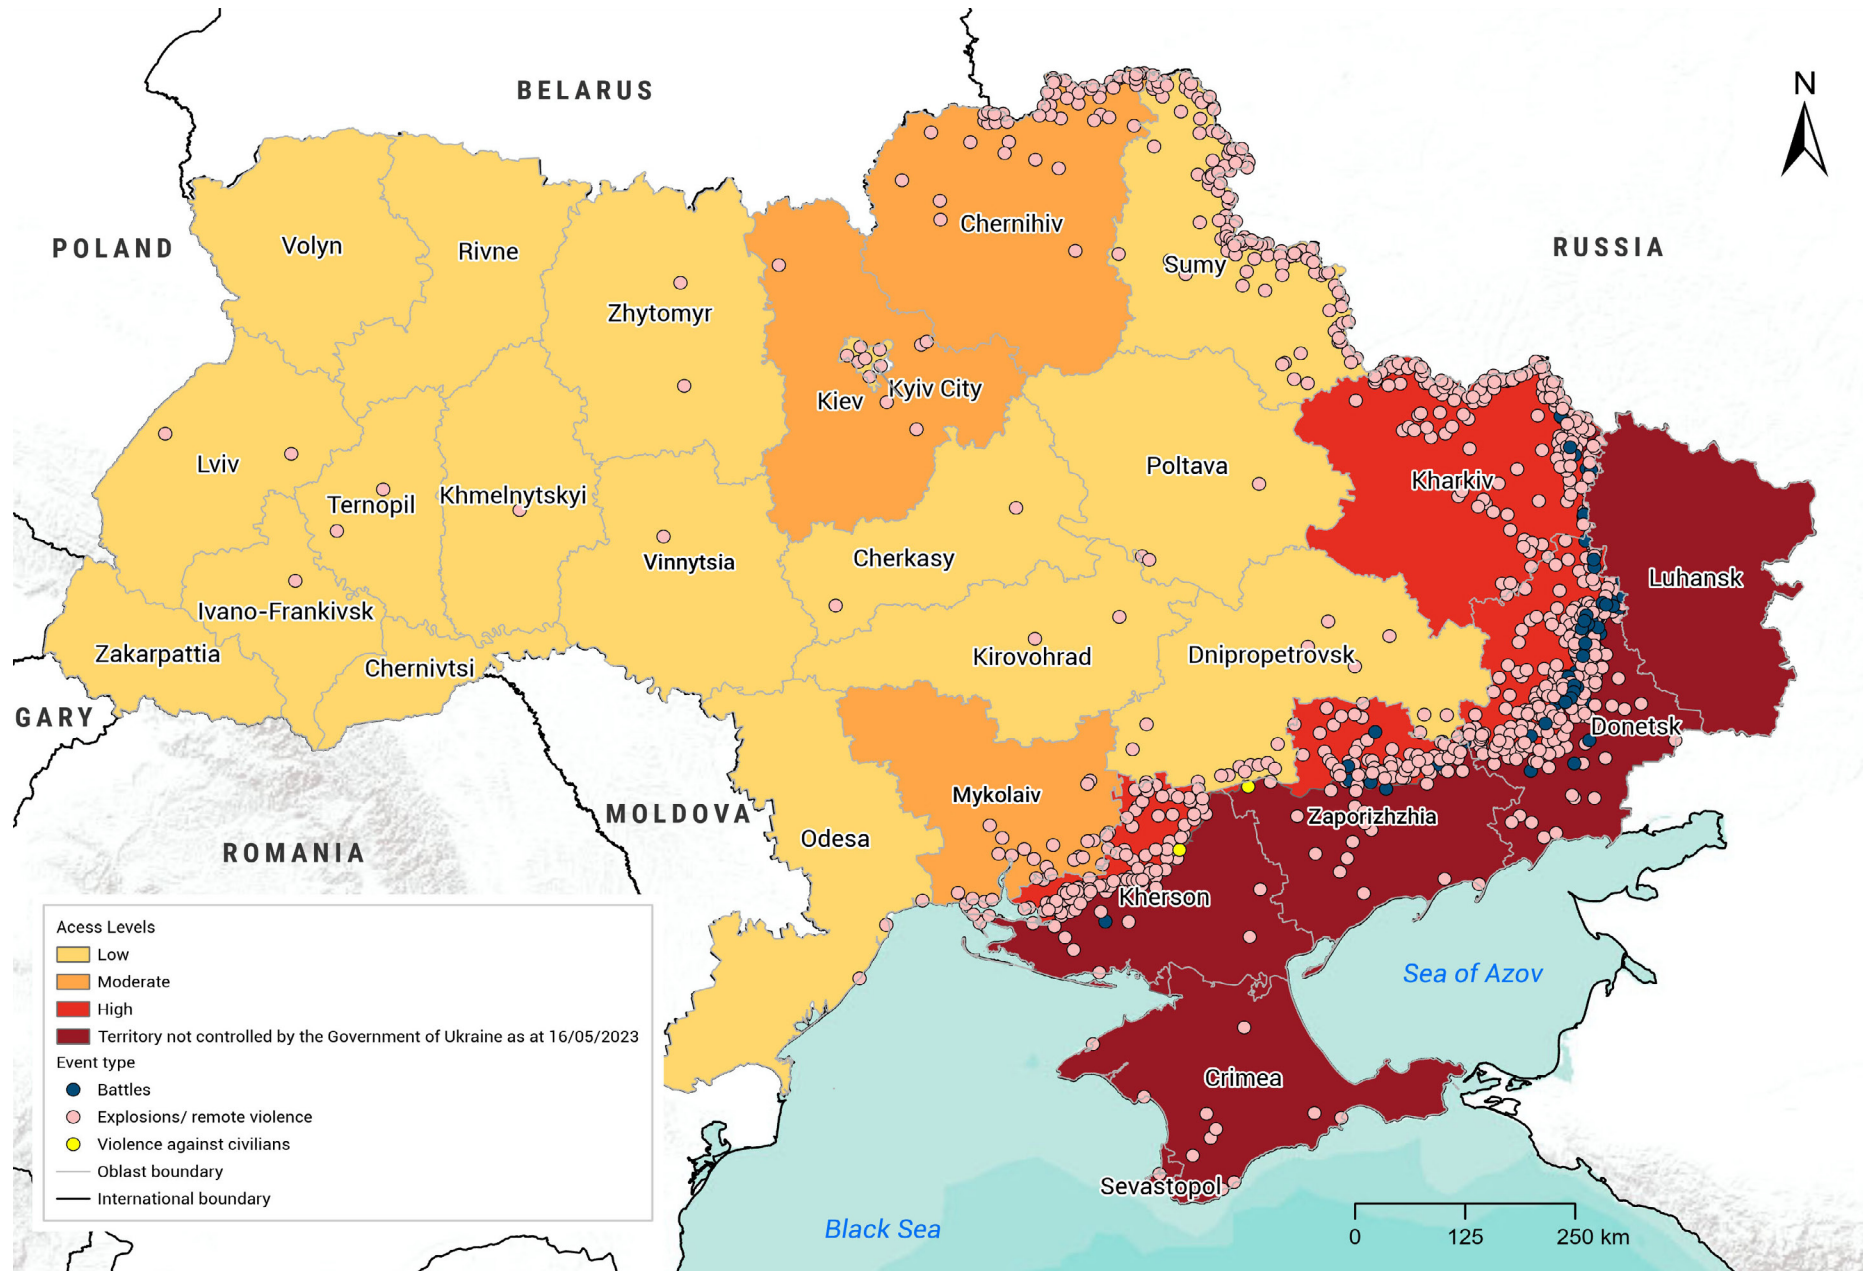 BELARUS
N
POLAND
RUSSIA
Volyn
Rivne
Chernihiv
Sumy
Zhytomyr
Kiev
Kyiv City
Lviv
Ternopil
Khmelnytskyi
Poltava
Kharkiv
Vinnytsia
Cherkasy
Luhansk
Ivano-Frankivsk
Zakarpattia
Chernivtsi
Kirovohrad
Dnipropetrovsk
GARY
Donetsk
MOLDOVA
Mykolaiv
Zaporizhzhia
ROMANIA
Odesa
Kherson
Sea of Azov
Crimea
Sevastopol
Black Sea
Acess Levels
Low
Moderate
High
Territory not controlled by the Government of Ukraine as at 16/05/2023
Event type
Battles
Explosions/ remote violence
Violence against civilians
Oblast boundary
International boundary
0 125 250 km